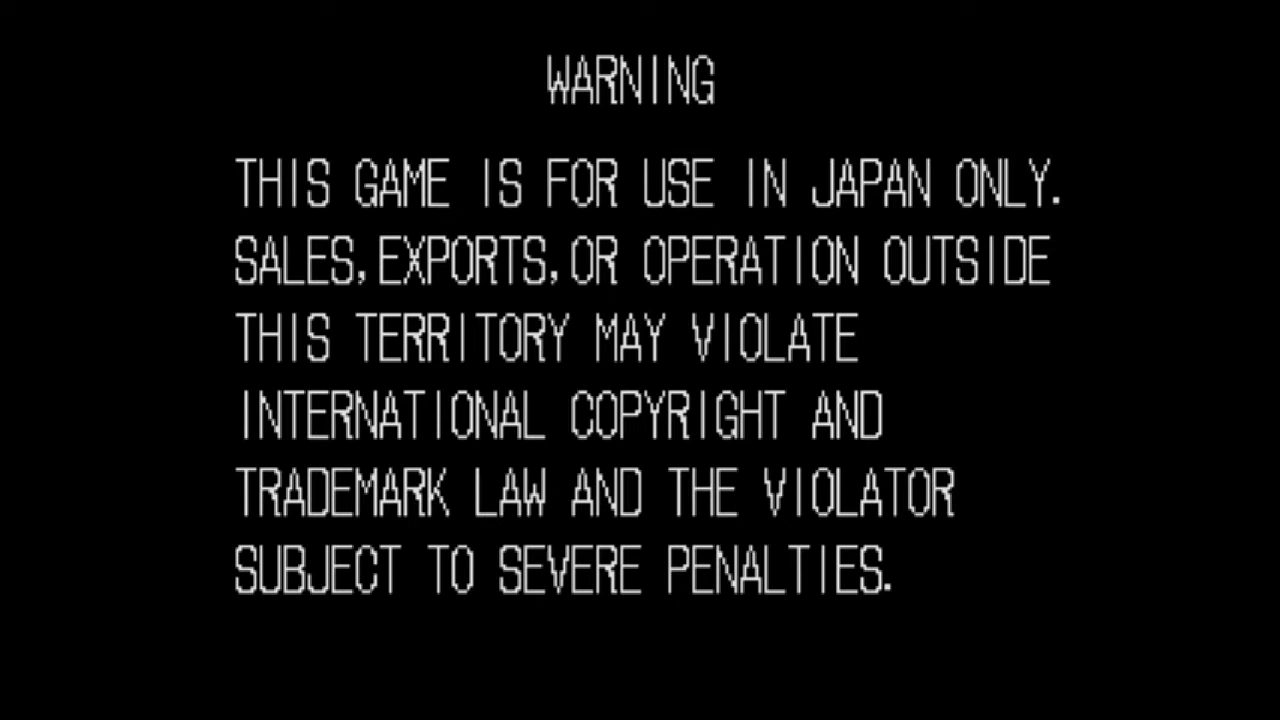 WARNING
THIS GAME IS FOR USE IN JAPAN ONLY.
SALES,EXPORTS,OR OPERATION OUTSIDE
THIS TERRITORY MAY VIOLATE
INTERNATIONAL COPYRIGHT AND
TRADEMARK LAW AND THE VIOLATOR
SUBJECT TO SEVERE PENALTIES.